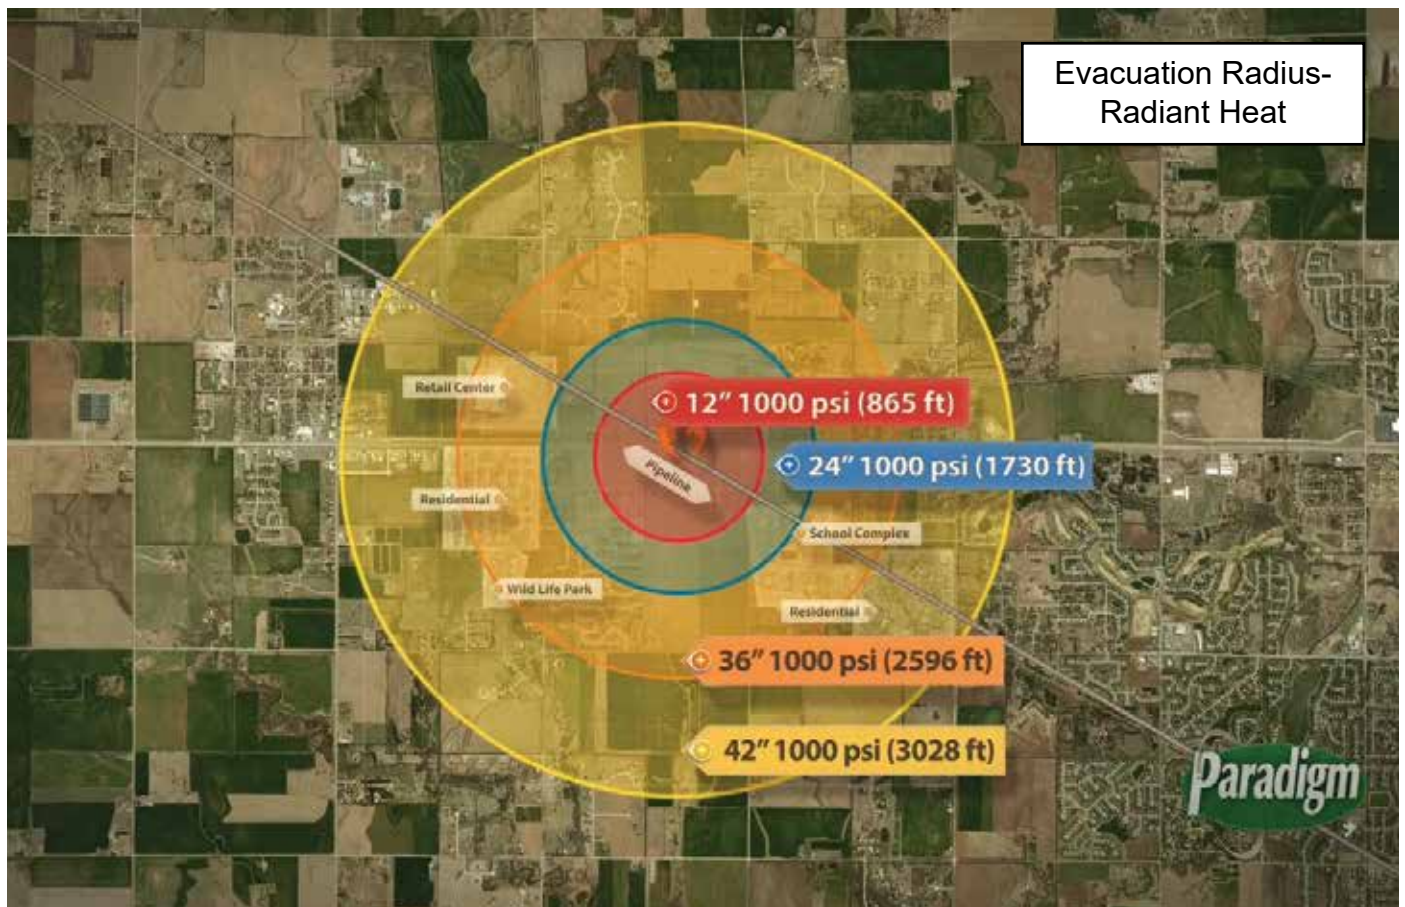 Evacuation Radius-
Radiant Heat
Retail Center
12” 1000 psi (865 ft)
24” 1000 psi (1730 ft)
Pipeline
Residential
School Complex
Wild Life Park
Residential
36” 1000 psi (2596 ft)
42” 1000 psi (3028 ft)
Paradigm